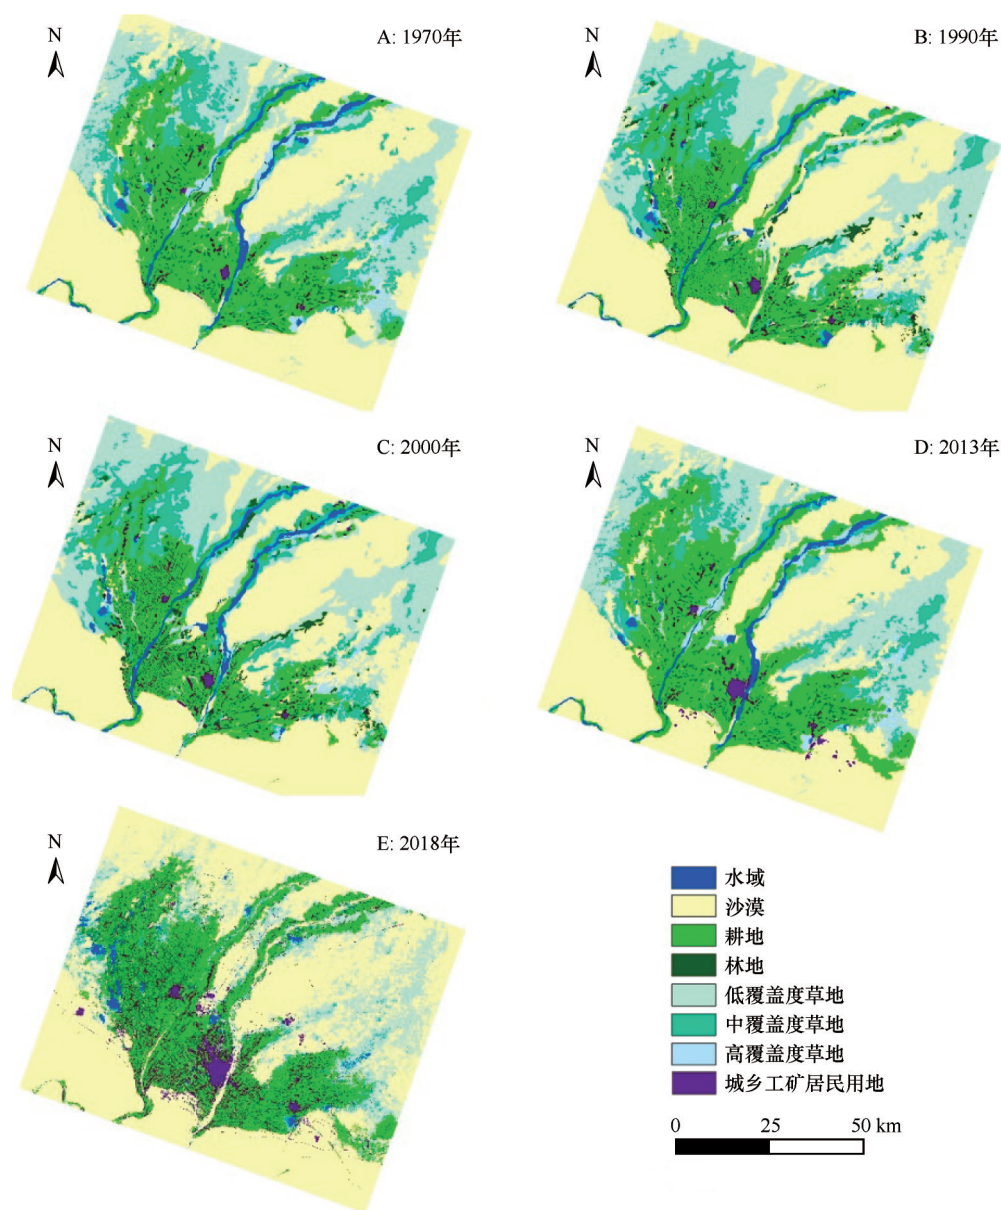 N
A: 1970年
N
B: 1990年
N
C: 2000年
N
D: 2013年
N
E: 2018年
水域
沙漠
耕地
林地
低覆盖度草地
中覆盖度草地
高覆盖度草地
城乡工矿居民用地
0 25 50 km